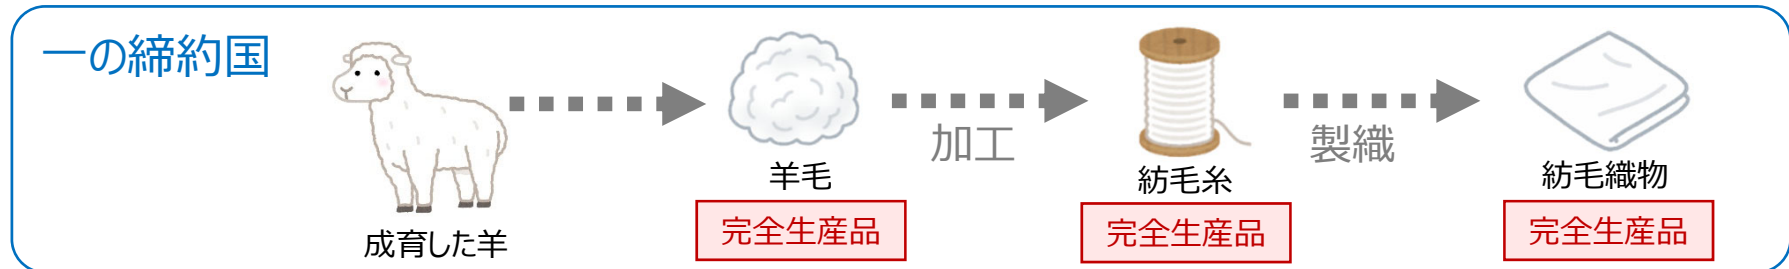 一の締約国
成育した羊
羊毛
完全生産品
加工
紡毛糸
完全生産品
製織
紡毛織物
完全生産品